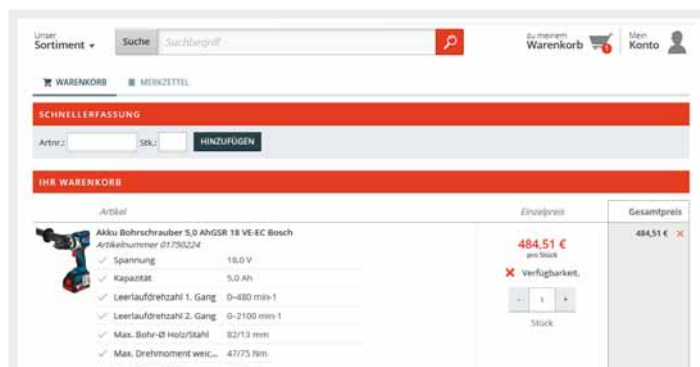 Unser
Sortiment
Suche Suchbegriff
zu meinem
Warenkorb 1
Mein
Konto
WARENKORB MERKZETTEL
SCHNELLERFASSUNG
Artnr.: Stk.: HINZUFÜGEN
IHR WARENKORB
Artikel Einzelpreis Gesamtpreis
Akku Bohrschrauber 5,0 AhGSR 18 VE-EC Bosch 484,51 €
Artikelnummer 01750224 484,51 €
pro Stück
Spannung 18,0 V
Verfügbarkeit.
Kapazität 5,0 Ah
Leerlaufdrehzahl 1. Gang 0-480 min-1
- 1 +
Leerlaufdrehzahl 2. Gang 0-2100 min-1
Stück
Max. Bohr-Ø Holz/Stahl 82/13 mm
Max. Drehmoment weic... 47/75 Nm